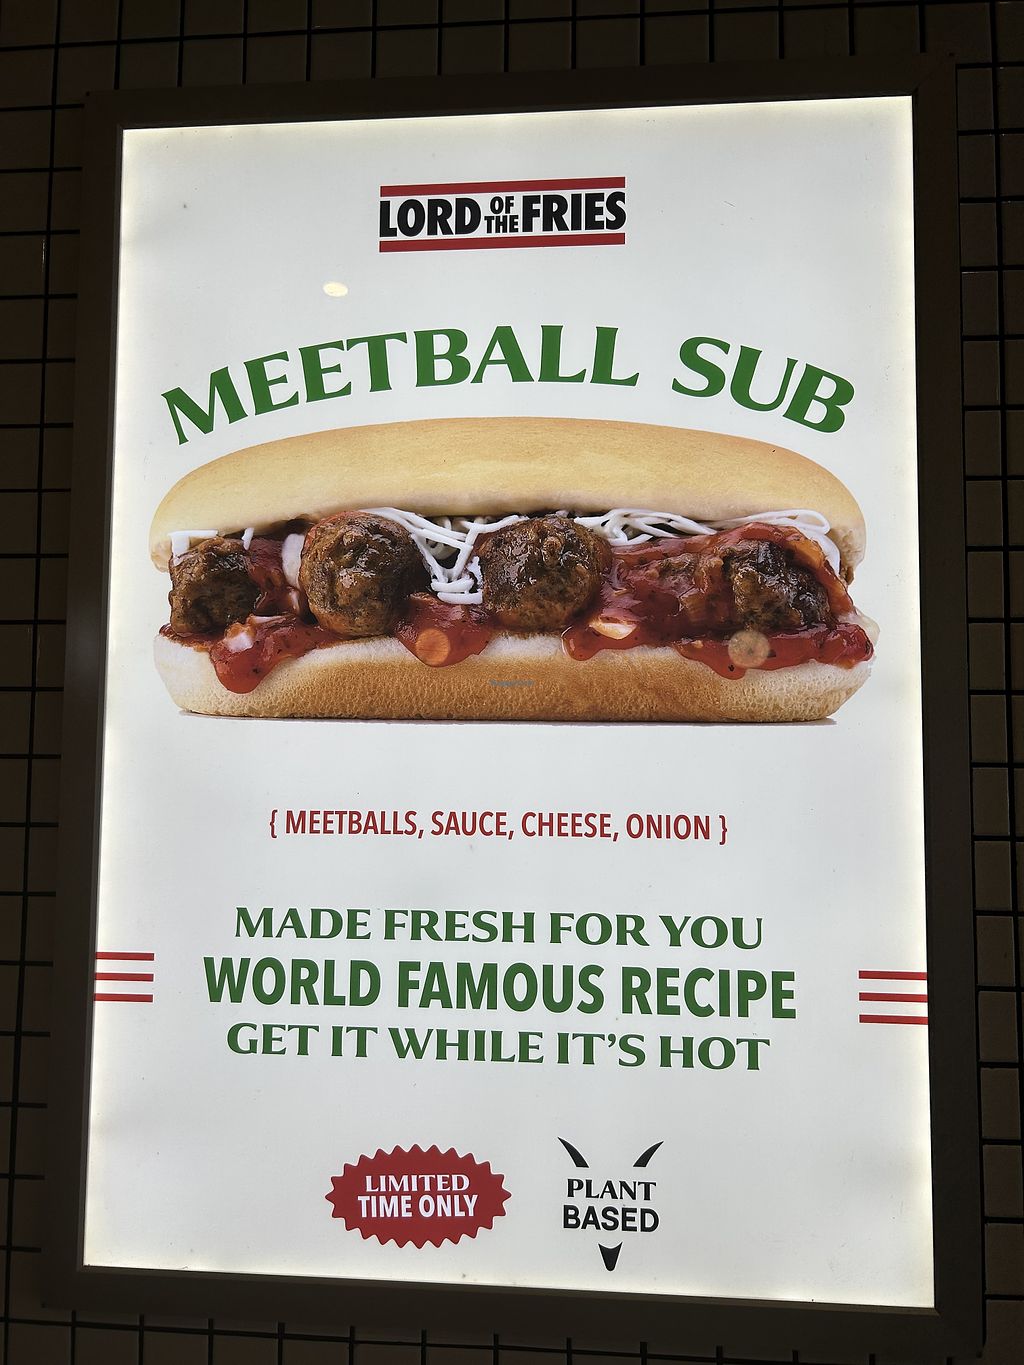 LORD OF THE FRIES
MEETBALL SUB
{ MEETBALLS, SAUCE, CHEESE, ONION }
MADE FRESH FOR YOU
WORLD FAMOUS RECIPE
GET IT WHILE IT'S HOT
LIMITED
TIME ONLY
PLANT
BASED